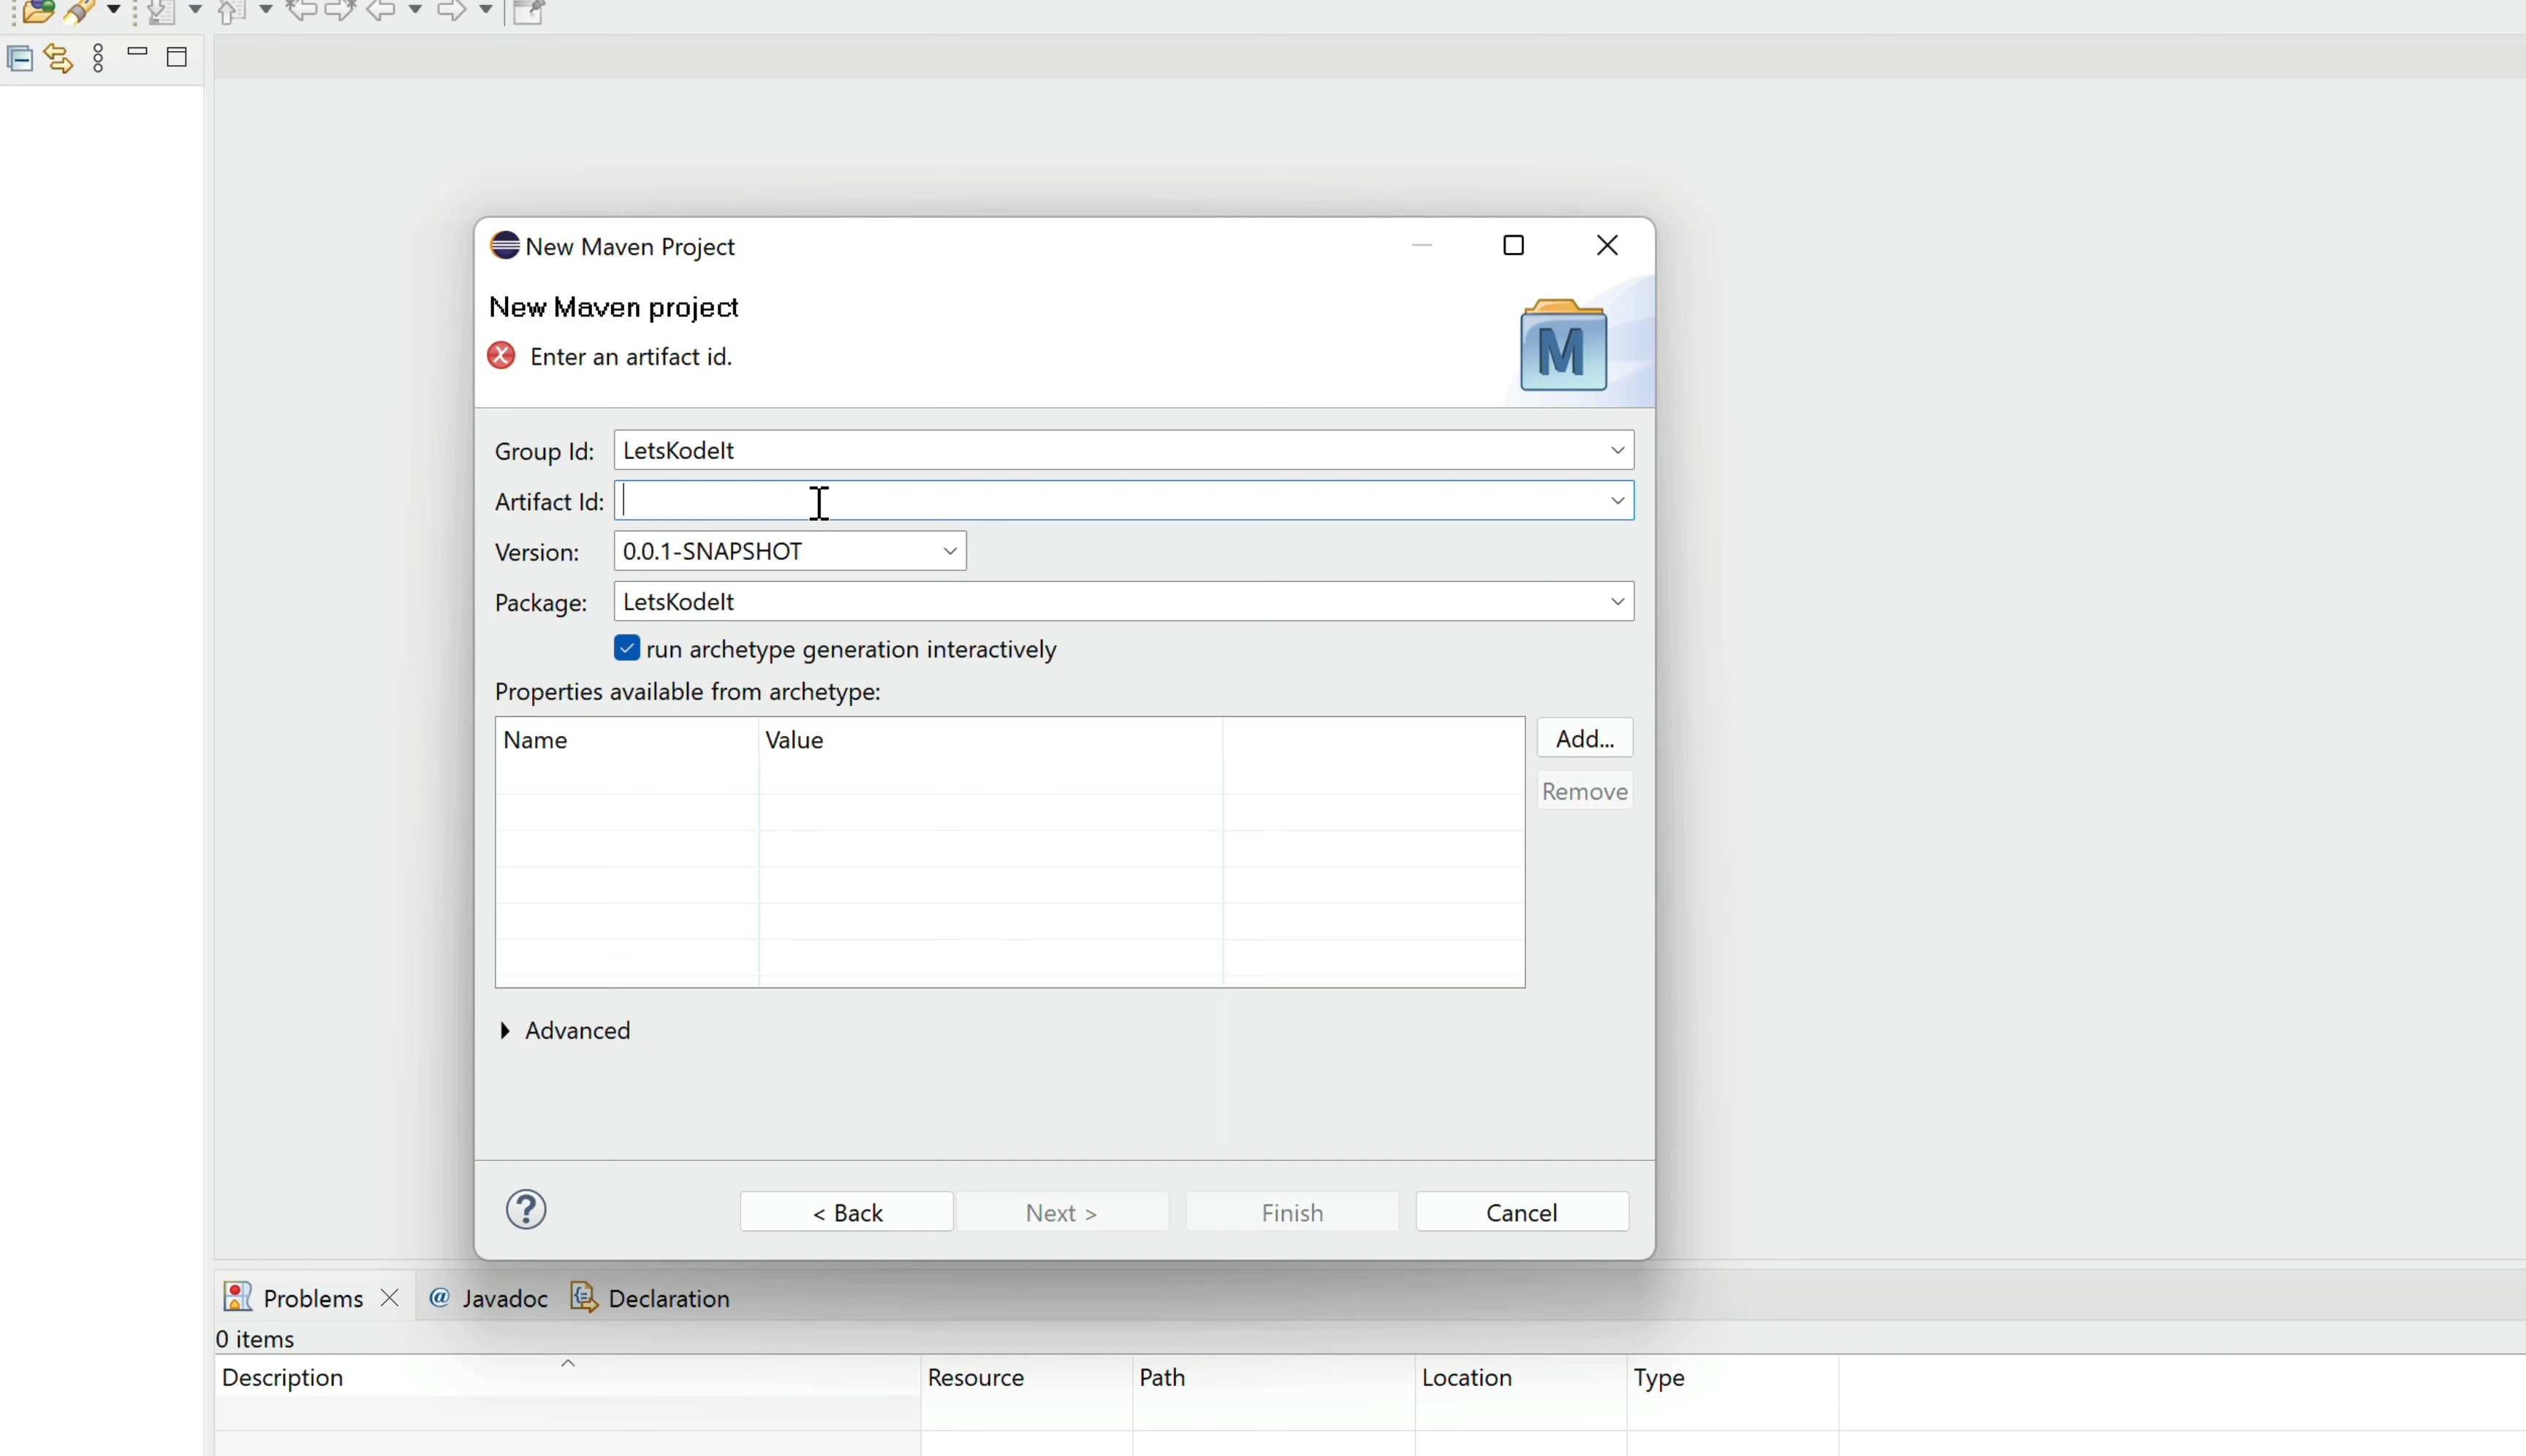 New Maven Project
New Maven project
Enter an artifact id.
Group Id: LetsKodeIt
Artifact Id:
Version: 0.0.1-SNAPSHOT
Package: LetsKodeIt
run archetype generation interactively
Properties available from archetype:
Name Value
Add...
Remove
Advanced
< Back Next > Finish Cancel
Problems @ Javadoc Declaration
0 items
Description Resource Path Location Type